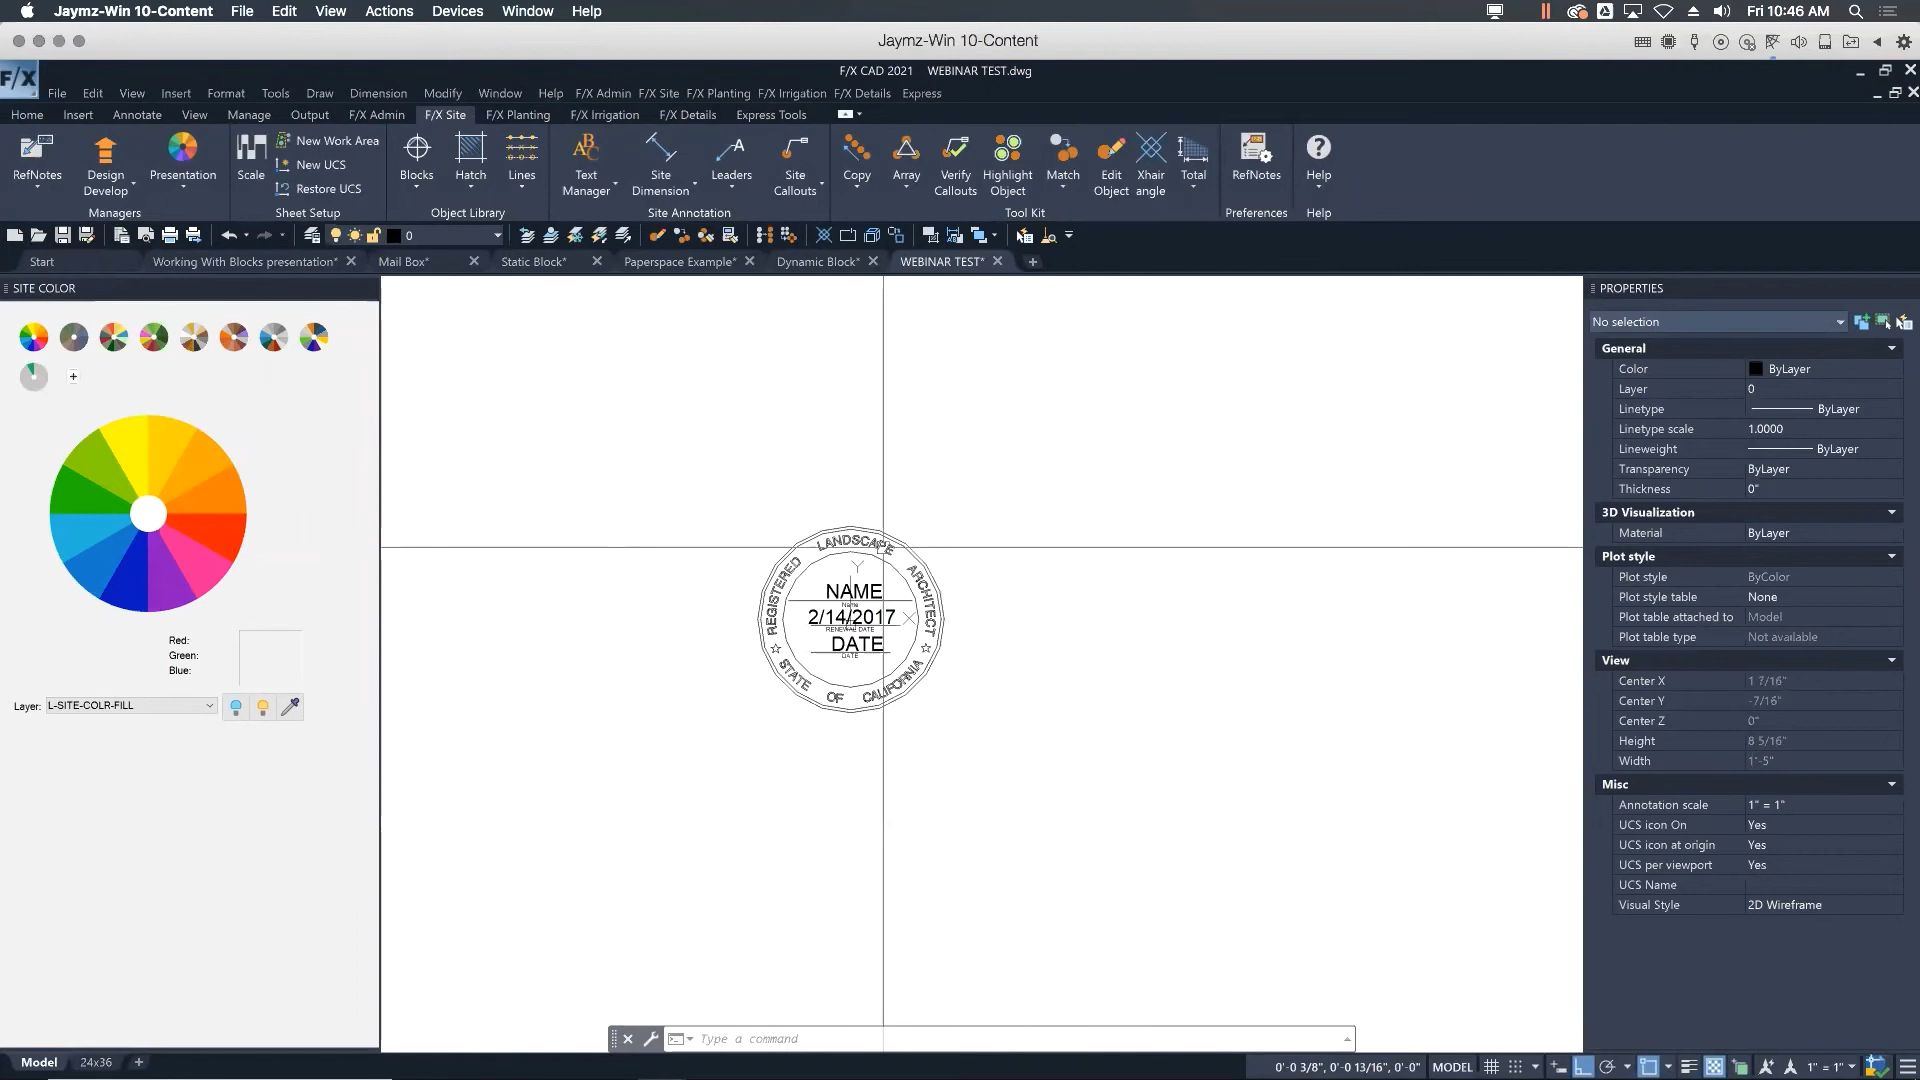 Jaymz-Win 10-Content File Edit View Actions Devices Window Help Fri 10:46 AM
Jaymz-Win 10-Content
F/X
F/X CAD 2021 WEBINAR TEST.dwg
File Edit View Insert Format Tools Draw Dimension Modify Window Help F/X Admin F/X Site F/X Planting F/X Irrigation F/X Details Express
Home Insert Annotate View Manage Output F/X Admin F/X Site F/X Planting F/X Irrigation F/X Details Express Tools
RefNotes
Design Develop
Presentation
Managers
Scale
New Work Area
New UCS
Restore UCS
Sheet Setup
Blocks
Hatch
Lines
Object Library
Text Manager
Site Dimension
Leaders
Site Callouts
Site Annotation
Copy
Array
Verify Callouts
Highlight Object
Match
Edit Object
Xhair angle
Total
Tool Kit
RefNotes
Preferences
Help
Help
0
Start Working With Blocks presentation* Mail Box* Static Block* Paperspace Example* Dynamic Block* WEBINAR TEST*
SITE COLOR
Red:
Green:
Blue:
Layer: L-SITE-COLR-FILL
REGISTERED LANDSCAPE ARCHITECT
Y
NAME
Name
2/14/2017
X
RENEWAL DATE
DATE
DATE
STATE OF CALIFORNIA
Type a command
PROPERTIES
No selection
General
Color ByLayer
Layer 0
Linetype ByLayer
Linetype scale 1.0000
Lineweight ByLayer
Transparency ByLayer
Thickness 0"
3D Visualization
Material ByLayer
Plot style
Plot style ByColor
Plot style table None
Plot table attached to Model
Plot table type Not available
View
Center X 1 7/16"
Center Y -7/16"
Center Z 0"
Height 8 5/16"
Width 1'-5"
Misc
Annotation scale 1" = 1"
UCS icon On Yes
UCS icon at origin Yes
UCS per viewport Yes
UCS Name
Visual Style 2D Wireframe
Model 24x36
0'-0 3/8", 0'-0 13/16", 0'-0" MODEL 1" = 1"